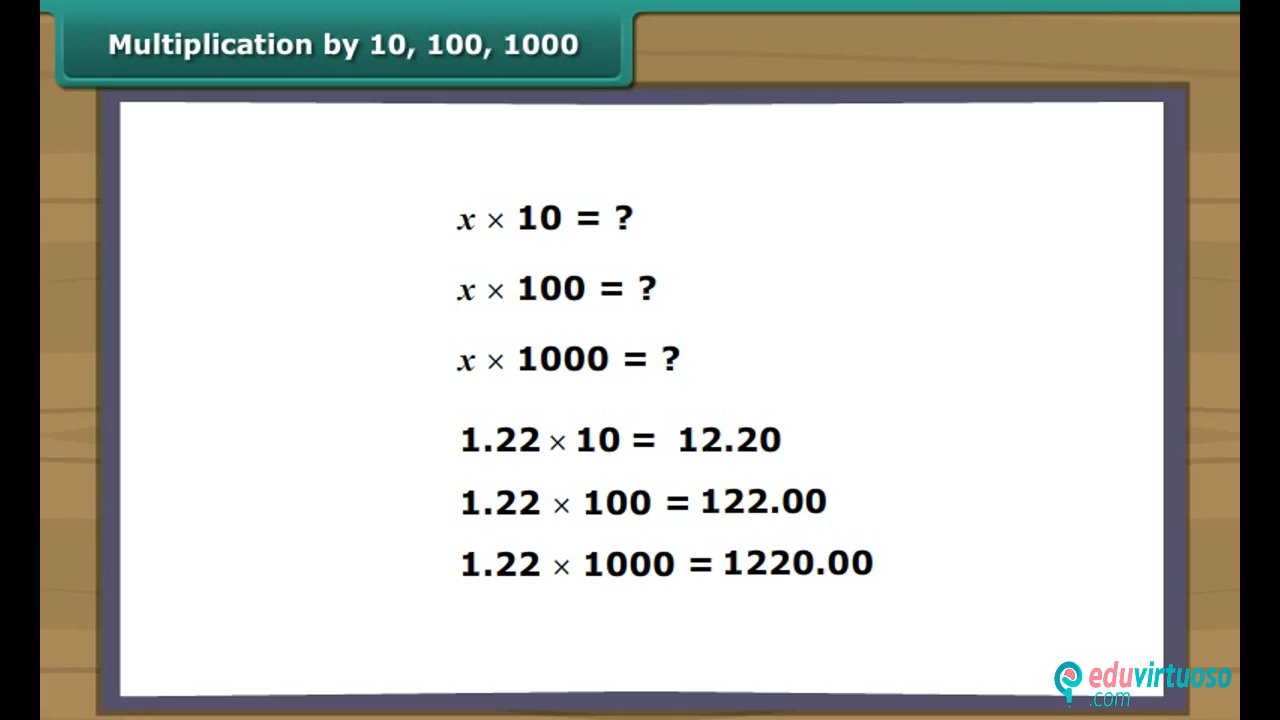 Multiplication by 10, 100, 1000
x × 10 = ?
x × 100 = ?
x × 1000 = ?
1.22 × 10 = 12.20
1.22 × 100 = 122.00
1.22 × 1000 = 1220.00
eduvirtuoso
.com